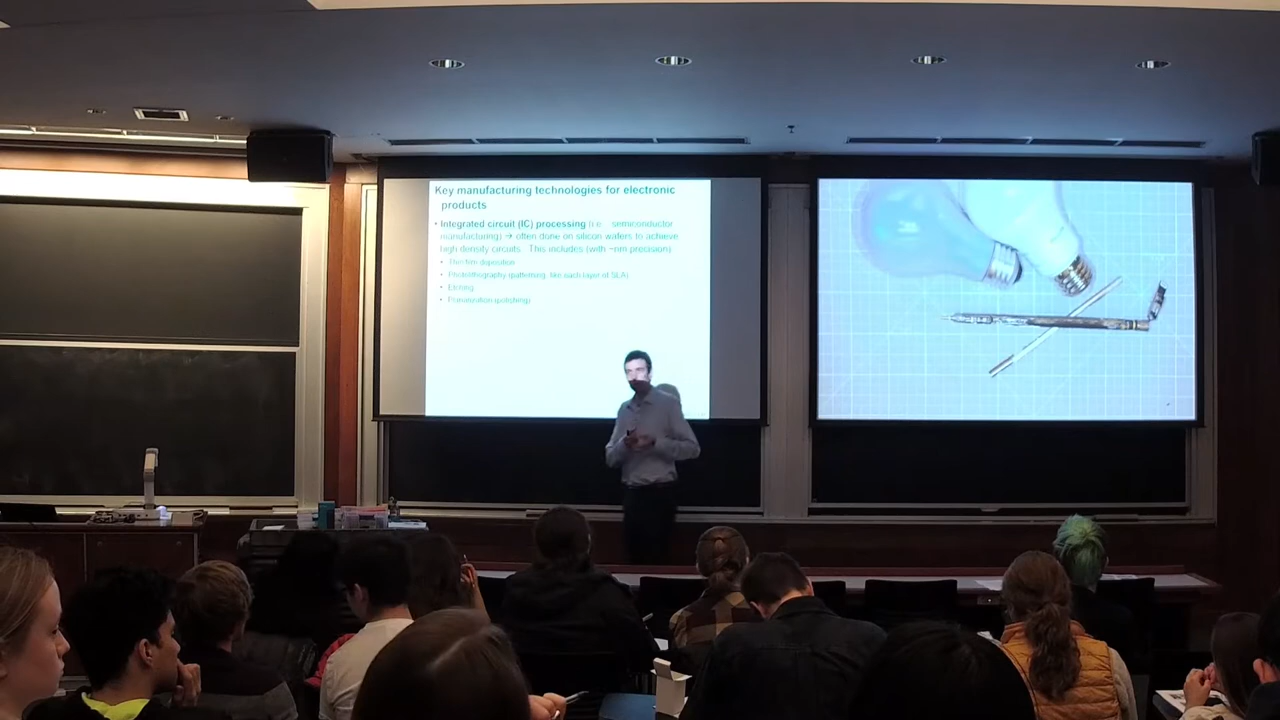 Key manufacturing technologies for electronic
products
• Integrated circuit (IC) processing (i.e. semiconductor
manufacturing) → often done on silicon wafers to achieve
high density circuits. This includes (with ~nm precision)
• Thin film deposition
• Photolithography (patterning, like each layer of SLA)
• Etching
• Planarization (polishing)